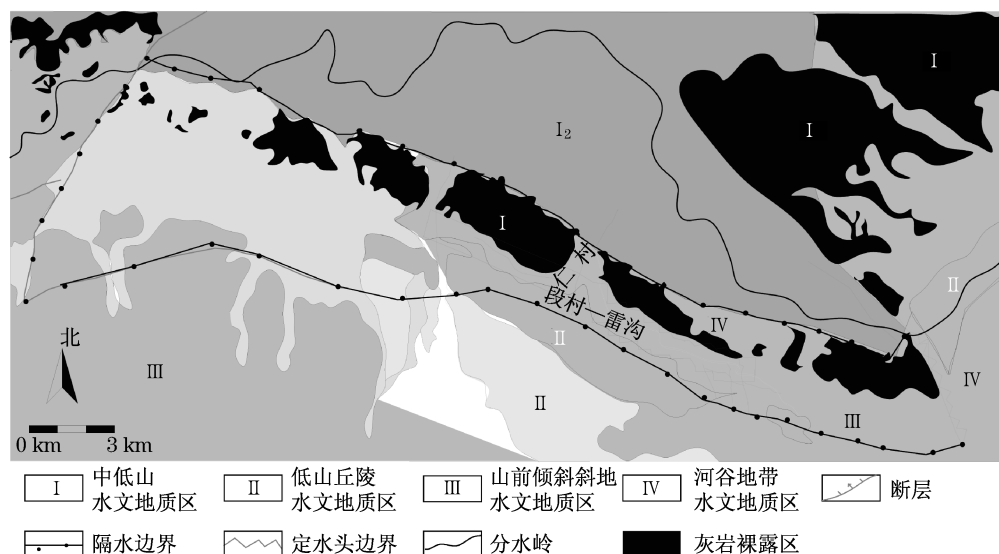 I
I
I₂
I
仁村
II
段村—雷沟
IV
II
北
III
IV
II
III
0 km 3 km
I 中低山水文地质区
II 低山丘陵水文地质区
III 山前倾斜斜地水文地质区
IV 河谷地带水文地质区
断层
隔水边界
定水头边界
分水岭
灰岩裸露区